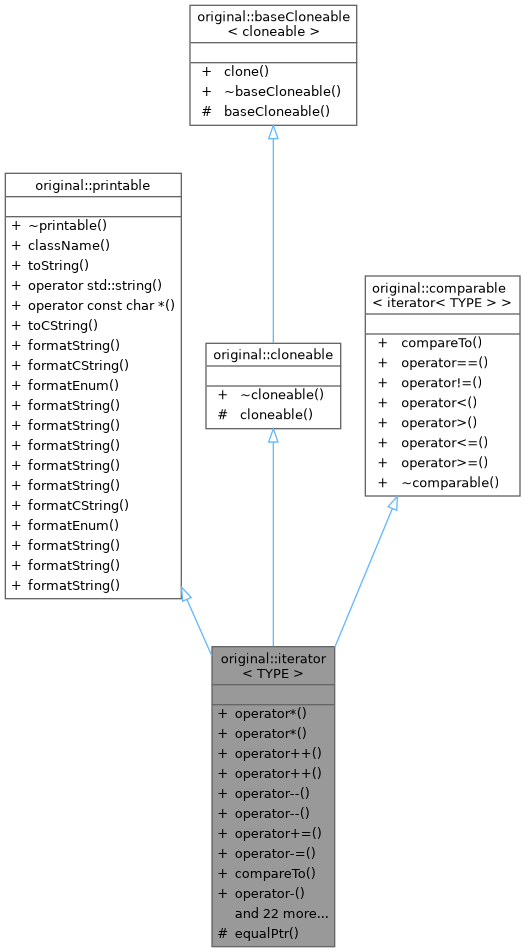 original::baseCloneable
< cloneable >
+ clone()
+ ~baseCloneable()
# baseCloneable()
original::printable
+ ~printable()
+ className()
+ toString()
+ operator std::string()
+ operator const char *()
+ toCString()
+ formatString()
+ formatCString()
+ formatEnum()
+ formatString()
+ formatString()
+ formatString()
+ formatString()
+ formatString()
+ formatCString()
+ formatEnum()
+ formatString()
+ formatString()
+ formatString()
original::cloneable
+ ~cloneable()
# cloneable()
original::comparable
< iterator< TYPE > >
+ compareTo()
+ operator==()
+ operator!=()
+ operator<()
+ operator>()
+ operator<=()
+ operator>=()
+ ~comparable()
original::iterator
< TYPE >
+ operator*()
+ operator*()
+ operator++()
+ operator++()
+ operator--()
+ operator--()
+ operator+=()
+ operator-=()
+ compareTo()
+ operator-()
and 22 more...
# equalPtr()